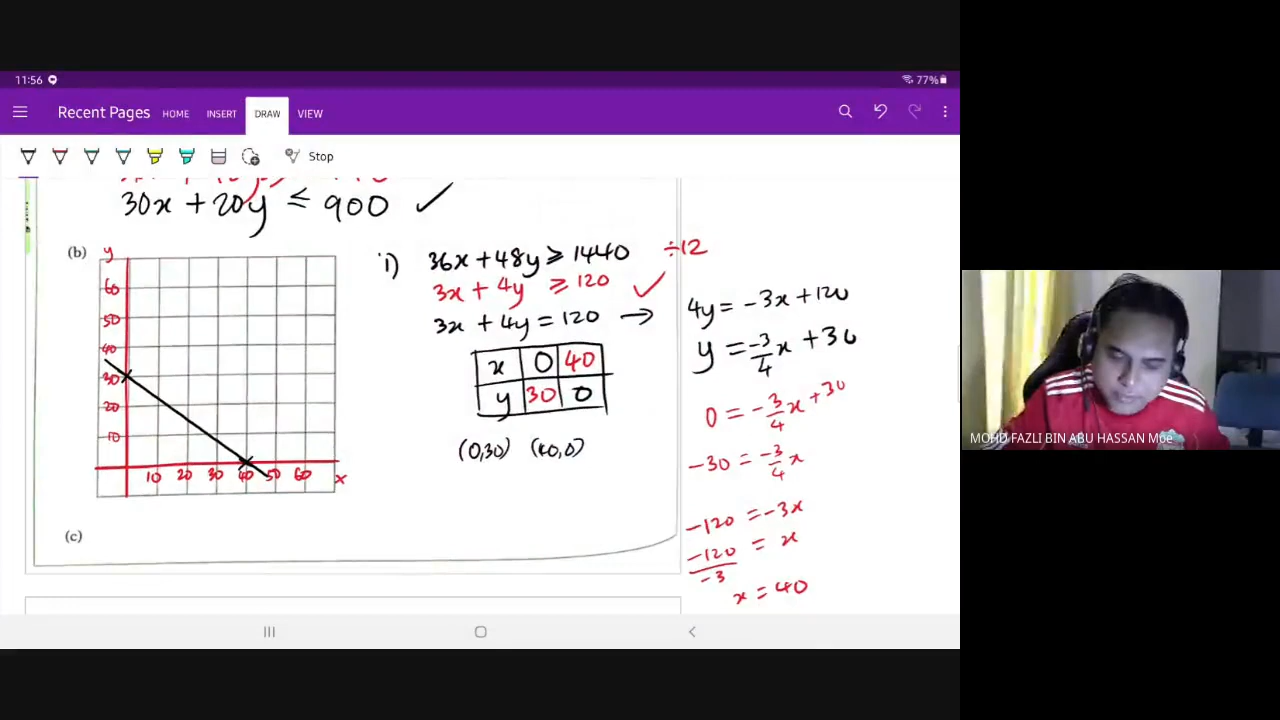 11:56
77%
Recent Pages HOME INSERT DRAW VIEW
Stop
30x + 20y ≤ 900 ✓
(b)
y
60
50
40
30
20
10
10 20 30 40 50 60 x
i) 36x + 48y ≥ 1440 ÷12
3x + 4y ≥ 120 ✓
3x + 4y = 120 →
x 0 40
y 30 0
(0,30) (40,0)
4y = -3x + 120
y = -3/4 x + 30
0 = -3/4 x + 30
-30 = -3/4 x
-120 = -3x
-120/-3 = x
x = 40
(c)
MOHD FAZLI BIN ABU HASSAN Moe